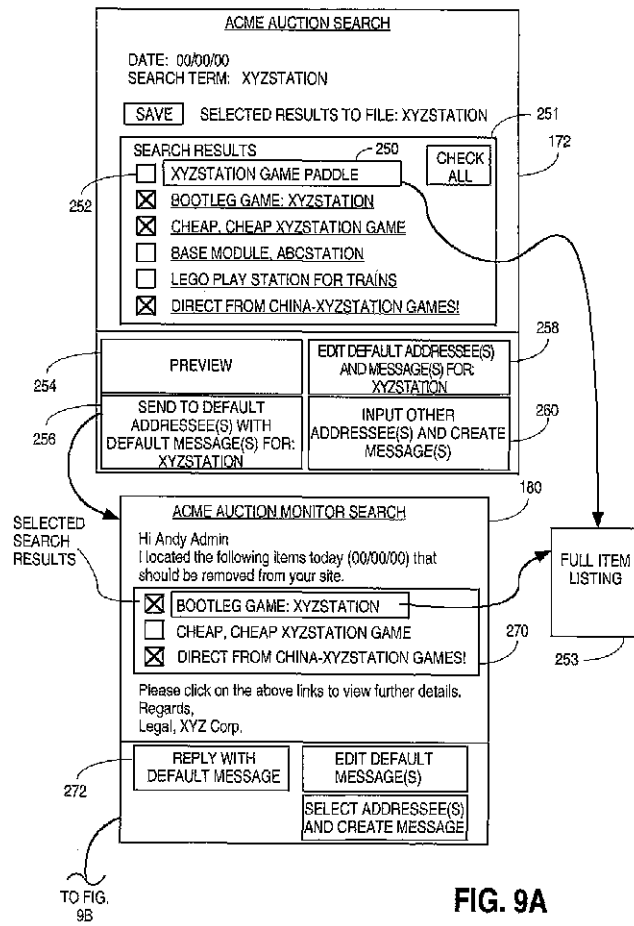 ACME AUCTION SEARCH
DATE: 00/00/00
SEARCH TERM: XYZSTATION
SAVE SELECTED RESULTS TO FILE: XYZSTATION
251
SEARCH RESULTS
250
CHECK
ALL
172
XYZSTATION GAME PADDLE
252
BOOTLEG GAME: XYZSTATION
CHEAP, CHEAP XYZSTATION GAME
BASE MODULE, ABCSTATION
LEGO PLAY STATION FOR TRAINS
DIRECT FROM CHINA-XYZSTATION GAMES!
258
254
PREVIEW
EDIT DEFAULT ADDRESSEE(S)
AND MESSAGE(S) FOR:
XYZSTATION
256
SEND TO DEFAULT
ADDRESSEE(S) WITH
DEFAULT MESSAGE(S) FOR:
XYZSTATION
INPUT OTHER
ADDRESSEE(S) AND CREATE
MESSAGE(S)
260
180
ACME AUCTION MONITOR SEARCH
SELECTED
SEARCH
RESULTS
Hi Andy Admin
I located the following items today (00/00/00) that
should be removed from your site.
BOOTLEG GAME: XYZSTATION
CHEAP, CHEAP XYZSTATION GAME
DIRECT FROM CHINA-XYZSTATION GAMES!
270
FULL ITEM
LISTING
253
Please click on the above links to view further details.
Regards,
Legal, XYZ Corp.
272
REPLY WITH
DEFAULT MESSAGE
EDIT DEFAULT
MESSAGE(S)
SELECT ADDRESSEE(S)
AND CREATE MESSAGE
TO FIG.
9B
FIG. 9A